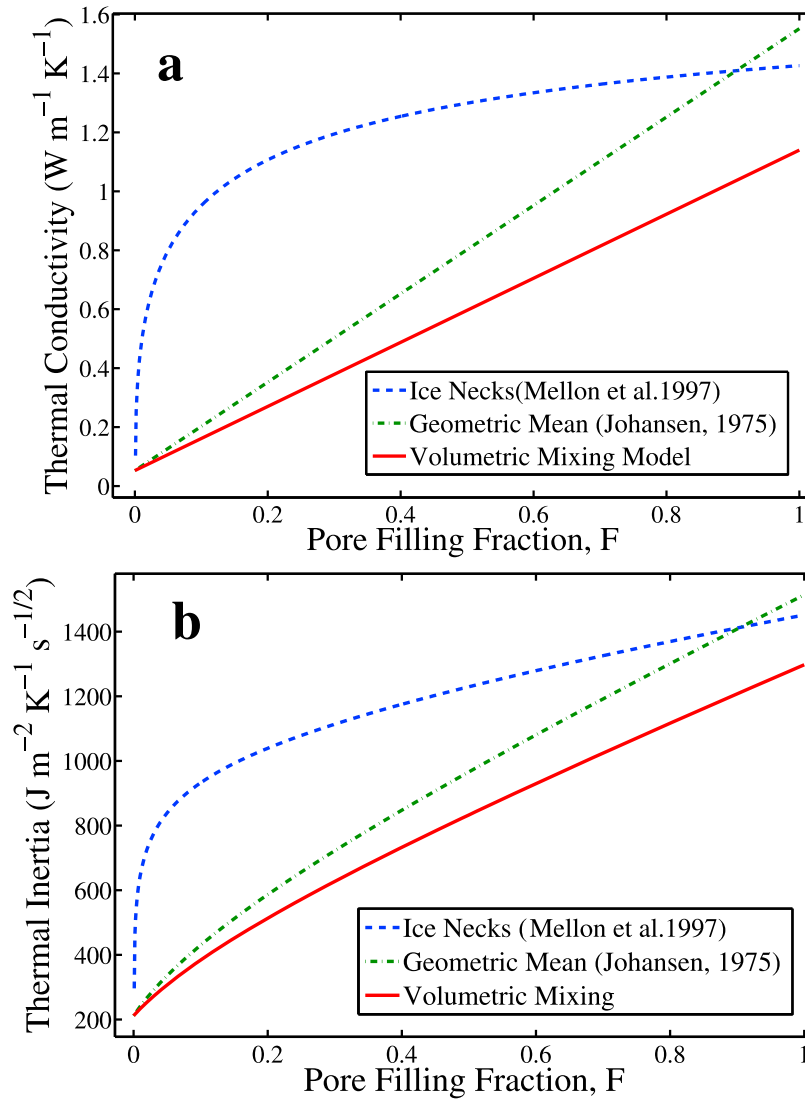 a
Thermal Conductivity (W m−1 K−1)
1.6
1.4
1.2
1
0.8
0.6
0.4
0.2
0
Ice Necks(Mellon et al.1997)
Geometric Mean (Johansen, 1975)
Volumetric Mixing Model
0 0.2 0.4 0.6 0.8 1
Pore Filling Fraction, F
b
Thermal Inertia (J m−2 K−1 s−1/2)
1400
1200
1000
800
600
400
200
Ice Necks (Mellon et al.1997)
Geometric Mean (Johansen, 1975)
Volumetric Mixing
0 0.2 0.4 0.6 0.8 1
Pore Filling Fraction, F